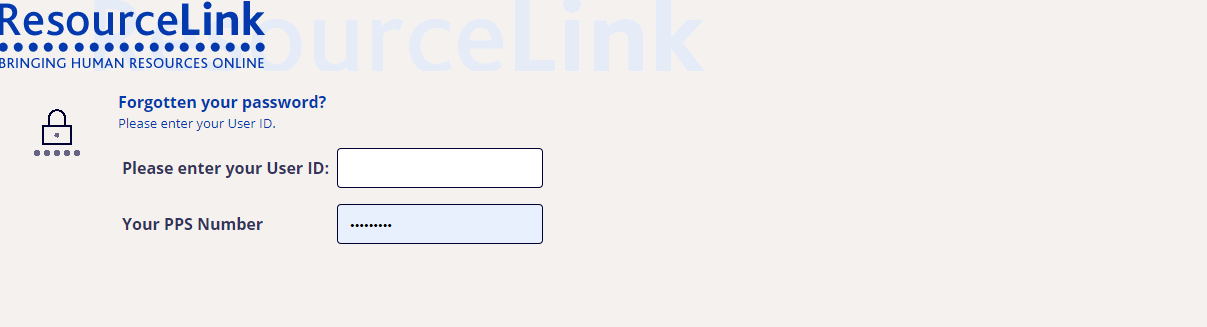 ResourceLink
ourceLink
BRINGING HUMAN RESOURCES ONLINE
Forgotten your password?
Please enter your User ID.
Please enter your User ID:
Your PPS Number
•••••••••